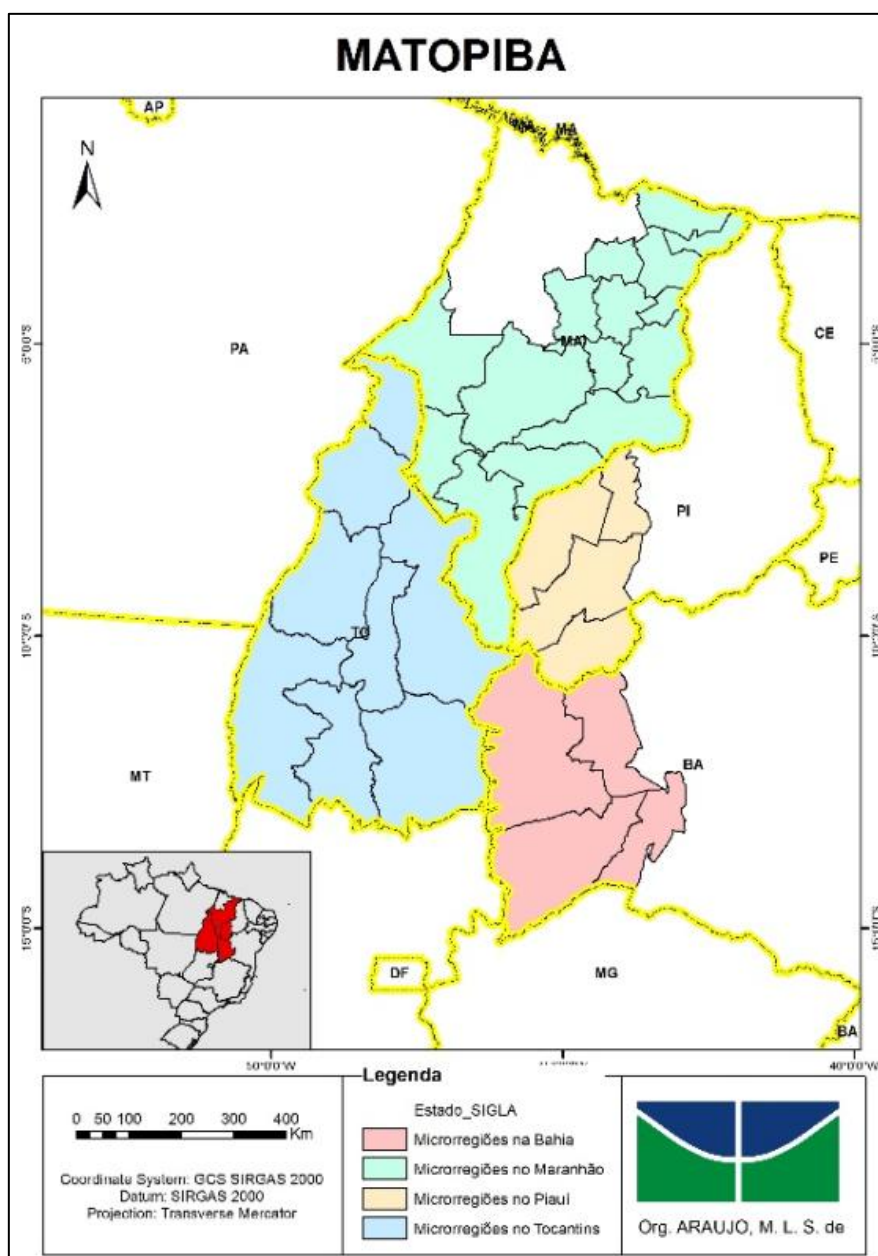 MATOPIBA
AP
MA
N
PA
CE
MA
PI
PE
TO
MT
BA
DF
MG
BA
50°0'0"W
40°0'0"W
Legenda
Estado_SIGLA
Microrregiões na Bahia
Microrregiões no Maranhão
Microrregiões no Piauí
Microrregiões no Tocantins
0 50 100 200 300 400
Km
Coordinate System: GCS SIRGAS 2000
Datum: SIRGAS 2000
Projection: Transverse Mercator
Org. ARAUJO, M. L. S. de